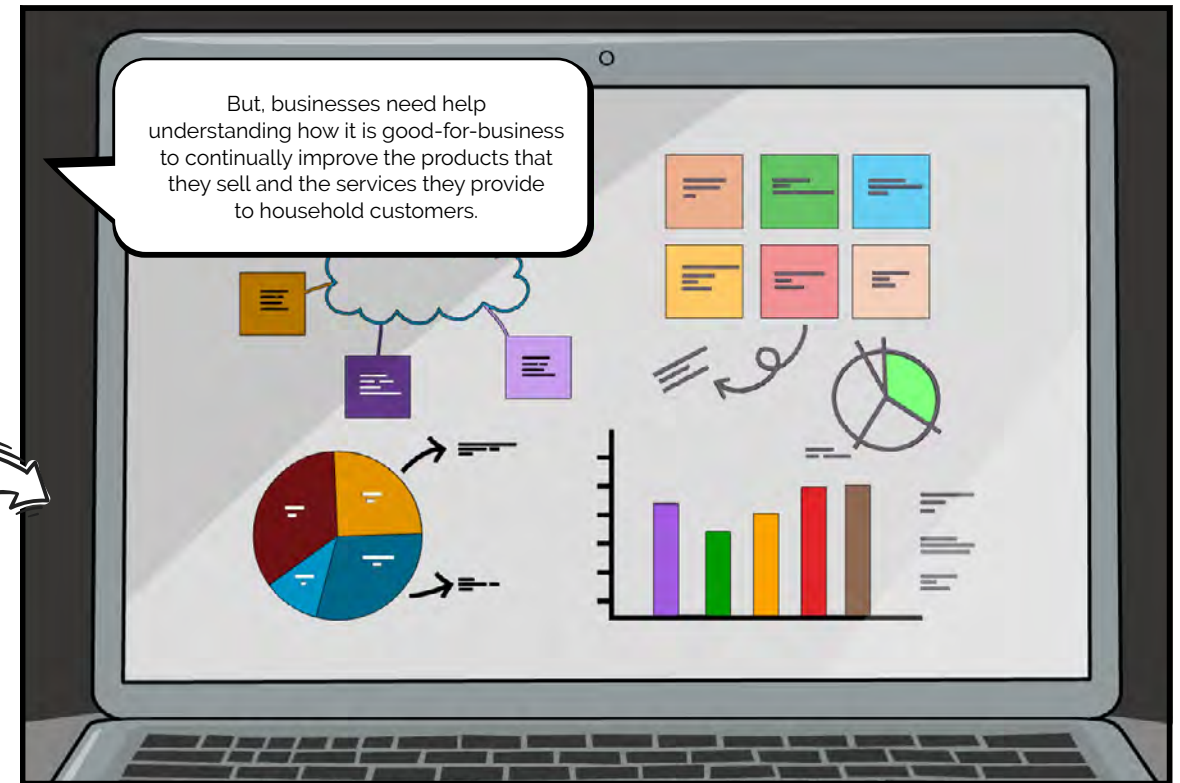 But, businesses need help
understanding how it is good-for-business
to continually improve the products that
they sell and the services they provide
to household customers.